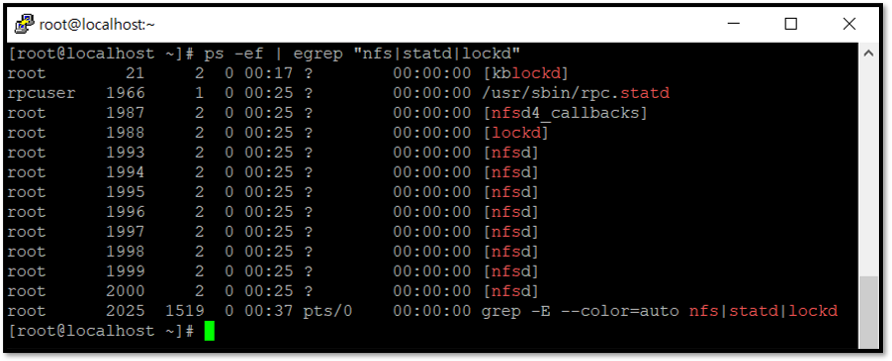 root@localhost:~
[root@localhost ~]# ps -ef | egrep "nfs|statd|lockd"
root        21     2  0 00:17 ?        00:00:00 [kblockd]
rpcuser   1966     1  0 00:25 ?        00:00:00 /usr/sbin/rpc.statd
root      1987     2  0 00:25 ?        00:00:00 [nfsd4_callbacks]
root      1988     2  0 00:25 ?        00:00:00 [lockd]
root      1993     2  0 00:25 ?        00:00:00 [nfsd]
root      1994     2  0 00:25 ?        00:00:00 [nfsd]
root      1995     2  0 00:25 ?        00:00:00 [nfsd]
root      1996     2  0 00:25 ?        00:00:00 [nfsd]
root      1997     2  0 00:25 ?        00:00:00 [nfsd]
root      1998     2  0 00:25 ?        00:00:00 [nfsd]
root      1999     2  0 00:25 ?        00:00:00 [nfsd]
root      2000     2  0 00:25 ?        00:00:00 [nfsd]
root      2025  1519  0 00:37 pts/0    00:00:00 grep -E --color=auto nfs|statd|lockd
[root@localhost ~]#